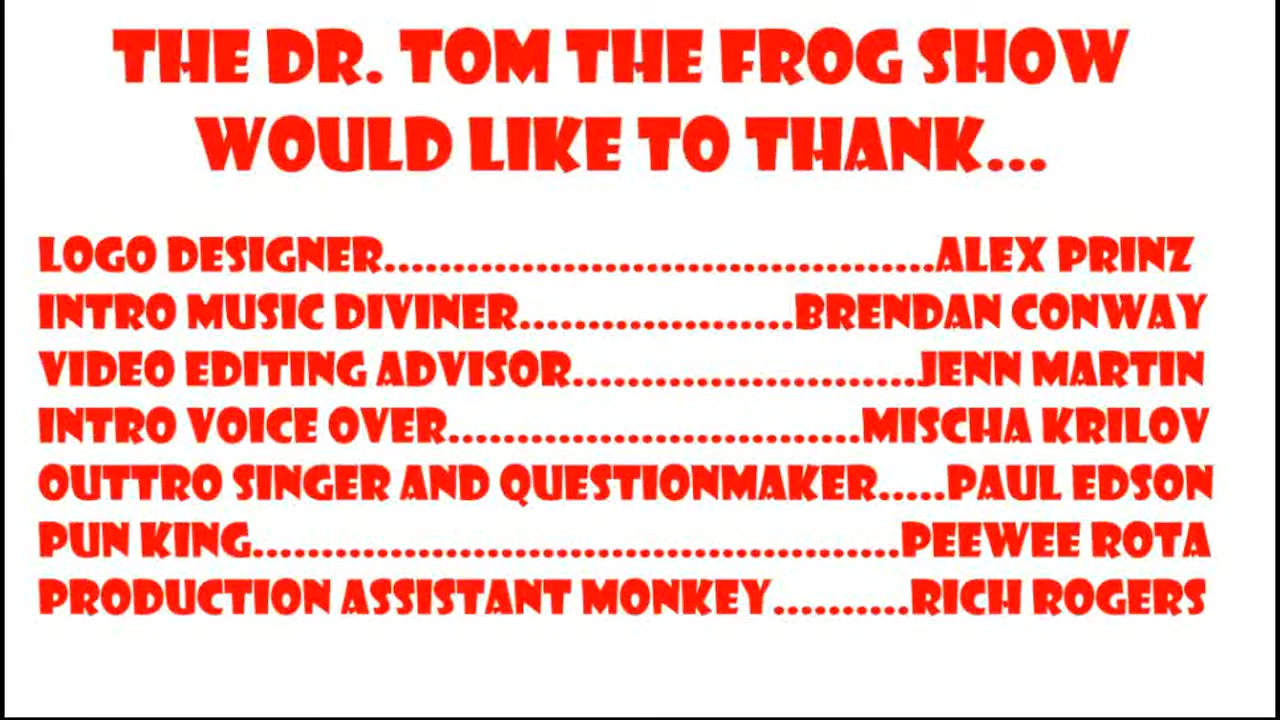 THE DR. TOM THE FROG SHOW
WOULD LIKE TO THANK...
LOGO DESIGNER........................................ALEX PRINZ
INTRO MUSIC DIVINER....................BRENDAN CONWAY
VIDEO EDITING ADVISOR.........................JENN MARTIN
INTRO VOICE OVER..............................MISCHA KRILOV
OUTTRO SINGER AND QUESTIONMAKER.....PAUL EDSON
PUN KING...............................................PEEWEE ROTA
PRODUCTION ASSISTANT MONKEY..........RICH ROGERS